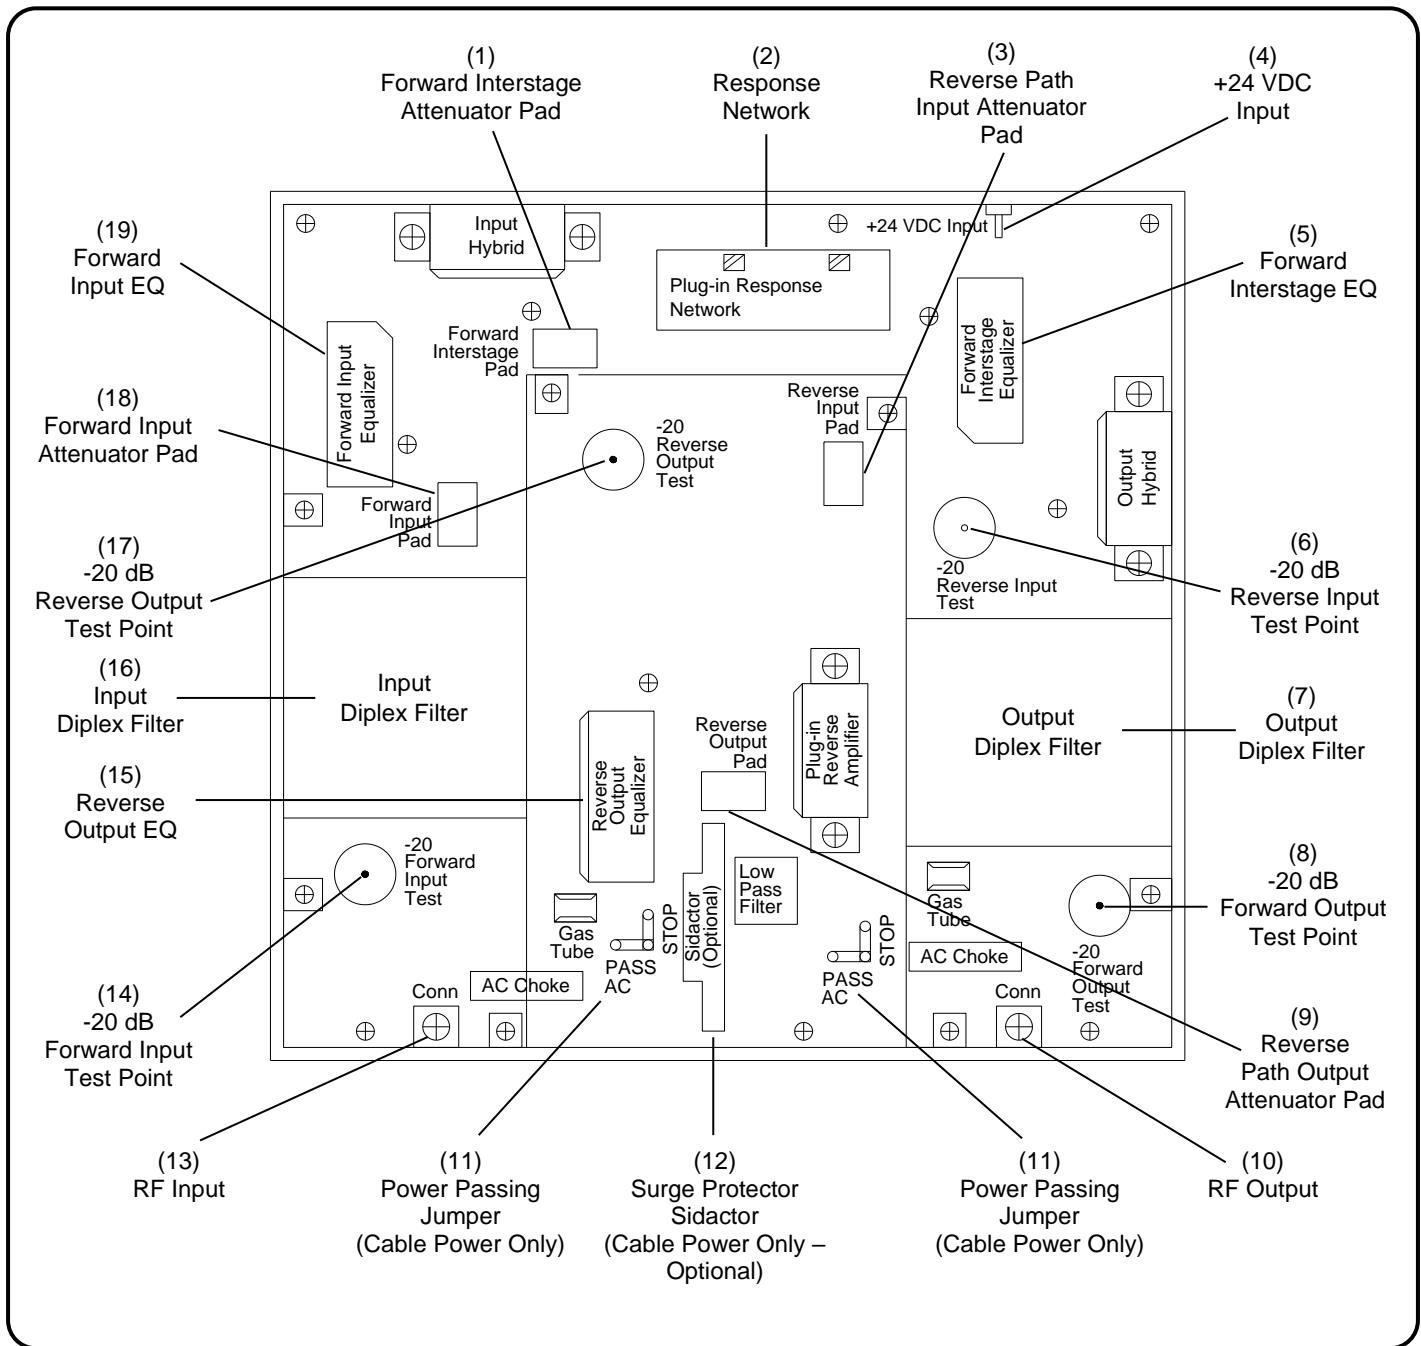 (1)
Forward Interstage
Attenuator Pad
(2)
Response
Network
(3)
Reverse Path
Input Attenuator
Pad
(4)
+24 VDC
Input
(19)
Forward
Input EQ
Input
Hybrid
+24 VDC Input
(5)
Forward
Interstage EQ
Plug-in Response
Network
Forward
Interstage
Pad
Forward Input
Equalizer
Forward
Interstage
Equalizer
Reverse
Input
Pad
(18)
Forward Input
Attenuator Pad
-20
Reverse
Output
Test
Output
Hybrid
Forward
Input
Pad
(17)
-20 dB
Reverse Output
Test Point
-20
Reverse Input
Test
(6)
-20 dB
Reverse Input
Test Point
(16)
Input
Diplex Filter
Input
Diplex Filter
Reverse
Output
Pad
Plug-in
Reverse
Amplifier
Output
Diplex Filter
(7)
Output
Diplex Filter
(15)
Reverse
Output EQ
Reverse
Output
Equalizer
-20
Forward
Input
Test
Low
Pass
Filter
(8)
-20 dB
Forward Output
Test Point
Gas
Tube
STOP
PASS
AC
Sidactor
(Optional)
STOP
PASS
AC
Gas
Tube
AC Choke
-20
Forward
Output
Test
(14)
-20 dB
Forward Input
Test Point
Conn
AC Choke
Conn
(9)
Reverse
Path Output
Attenuator Pad
(13)
RF Input
(11)
Power Passing
Jumper
(Cable Power Only)
(12)
Surge Protector
Sidactor
(Cable Power Only –
Optional)
(11)
Power Passing
Jumper
(Cable Power Only)
(10)
RF Output